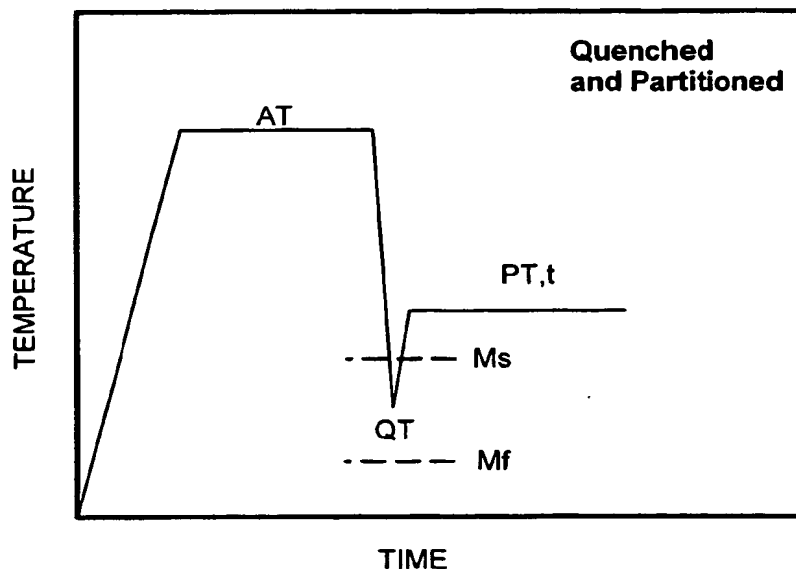 Quenched
and Partitioned
AT
PT,t
Ms
QT
Mf
TEMPERATURE
TIME